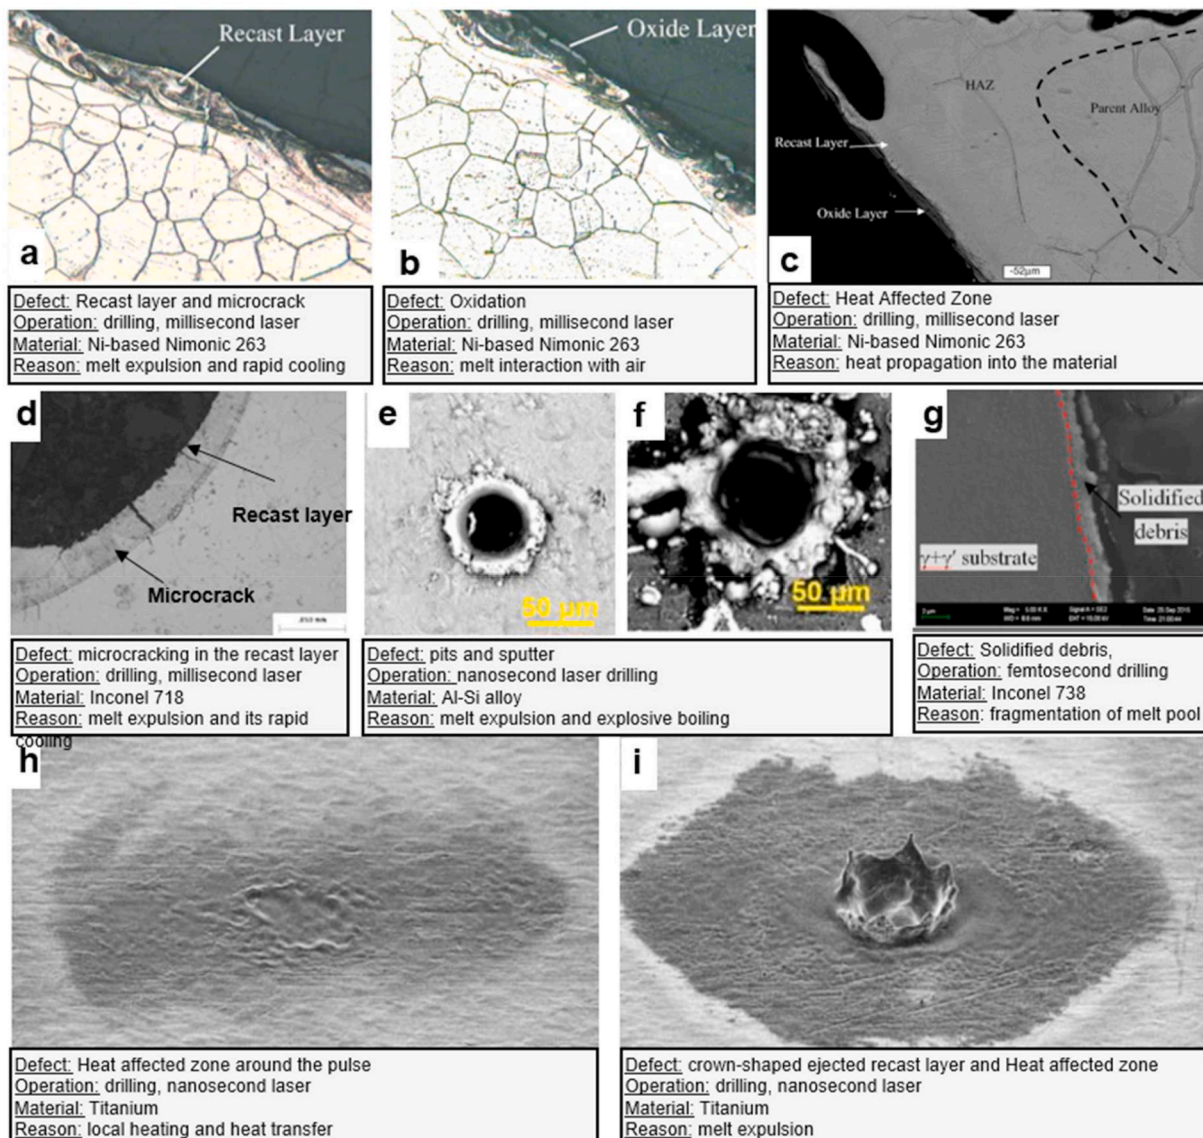 Recast Layer
a
Defect: Recast layer and microcrack
Operation: drilling, millisecond laser
Material: Ni-based Nimonic 263
Reason: melt expulsion and rapid cooling
Oxide Layer
b
Defect: Oxidation
Operation: drilling, millisecond laser
Material: Ni-based Nimonic 263
Reason: melt interaction with air
HAZ
Parent Alloy
Recast Layer
Oxide Layer
c
-52µm
Defect: Heat Affected Zone
Operation: drilling, millisecond laser
Material: Ni-based Nimonic 263
Reason: heat propagation into the material
d
Recast layer
Microcrack
Defect: microcracking in the recast layer
Operation: drilling, millisecond laser
Material: Inconel 718
Reason: melt expulsion and its rapid
cooling
e
50 µm
f
50 µm
Defect: pits and sputter
Operation: nanosecond laser drilling
Material: Al-Si alloy
Reason: melt expulsion and explosive boiling
g
Solidified
debris
γ+γ' substrate
Defect: Solidified debris,
Operation: femtosecond drilling
Material: Inconel 738
Reason: fragmentation of melt pool
h
Defect: Heat affected zone around the pulse
Operation: drilling, nanosecond laser
Material: Titanium
Reason: local heating and heat transfer
i
Defect: crown-shaped ejected recast layer and Heat affected zone
Operation: drilling, nanosecond laser
Material: Titanium
Reason: melt expulsion